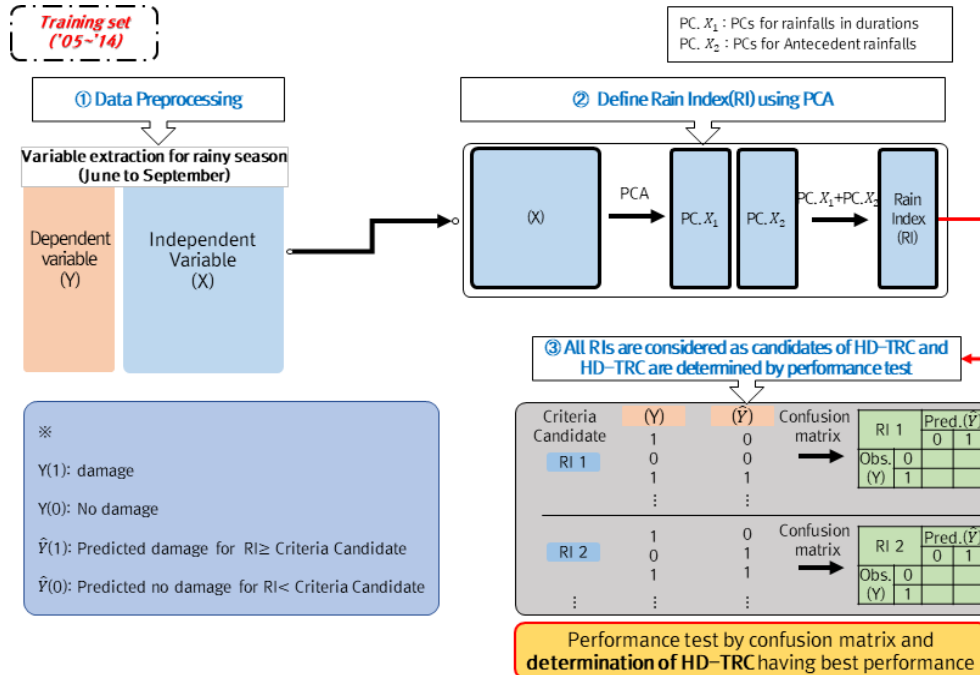 Training set
('05~'14)
PC. X₁ : PCs for rainfalls in durations
PC. X₂ : PCs for Antecedent rainfalls
① Data Preprocessing
② Define Rain Index(RI) using PCA
Variable extraction for rainy season
(June to September)
Dependent
variable
(Y)
Independent
Variable
(X)
(X)
PCA
PC. X₁
PC. X₂
PC. X₁+PC. X₂
Rain
Index
(RI)
③ All RIs are considered as candidates of HD-TRC and
HD-TRC are determined by performance test
※
Y(1): damage
Y(0): No damage
Ŷ(1): Predicted damage for RI≥ Criteria Candidate
Ŷ(0): Predicted no damage for RI< Criteria Candidate
Criteria
Candidate
(Y)
(Ŷ)
Confusion
matrix
RI 1
1 0
0 0
1 1
⋮ ⋮
RI 1
Pred.(Ŷ)
0 1
Obs. 0
(Y) 1
RI 2
1 0
0 1
1 1
⋮ ⋮ ⋮
Confusion
matrix
RI 2
Pred.(Ŷ)
0 1
Obs. 0
(Y) 1
Performance test by confusion matrix and
determination of HD-TRC having best performance